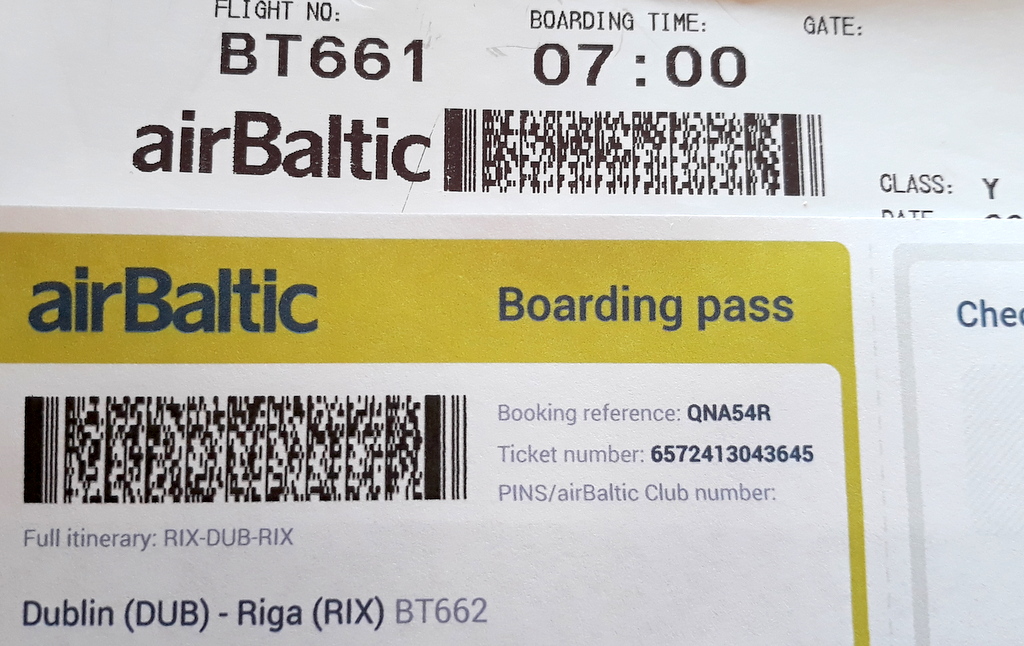 FLIGHT NO: BOARDING TIME: GATE:
BT661 07:00
airBaltic
CLASS: Y
DATE
airBaltic Boarding pass
Booking reference: QNA54R
Ticket number: 6572413043645
PINS/airBaltic Club number:
Full itinerary: RIX-DUB-RIX
Dublin (DUB) - Riga (RIX) BT662